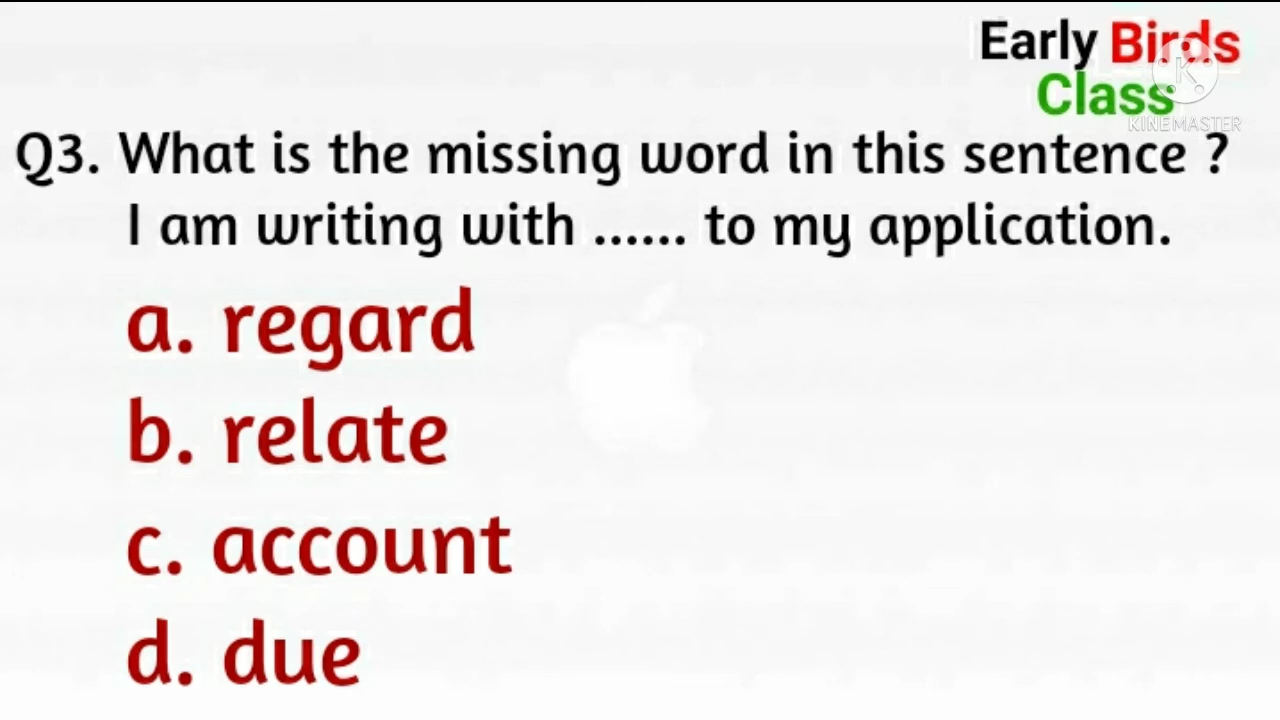 Early Birds
Class
KINEMASTER
Q3. What is the missing word in this sentence ?
I am writing with ...... to my application.
a. regard
b. relate
c. account
d. due